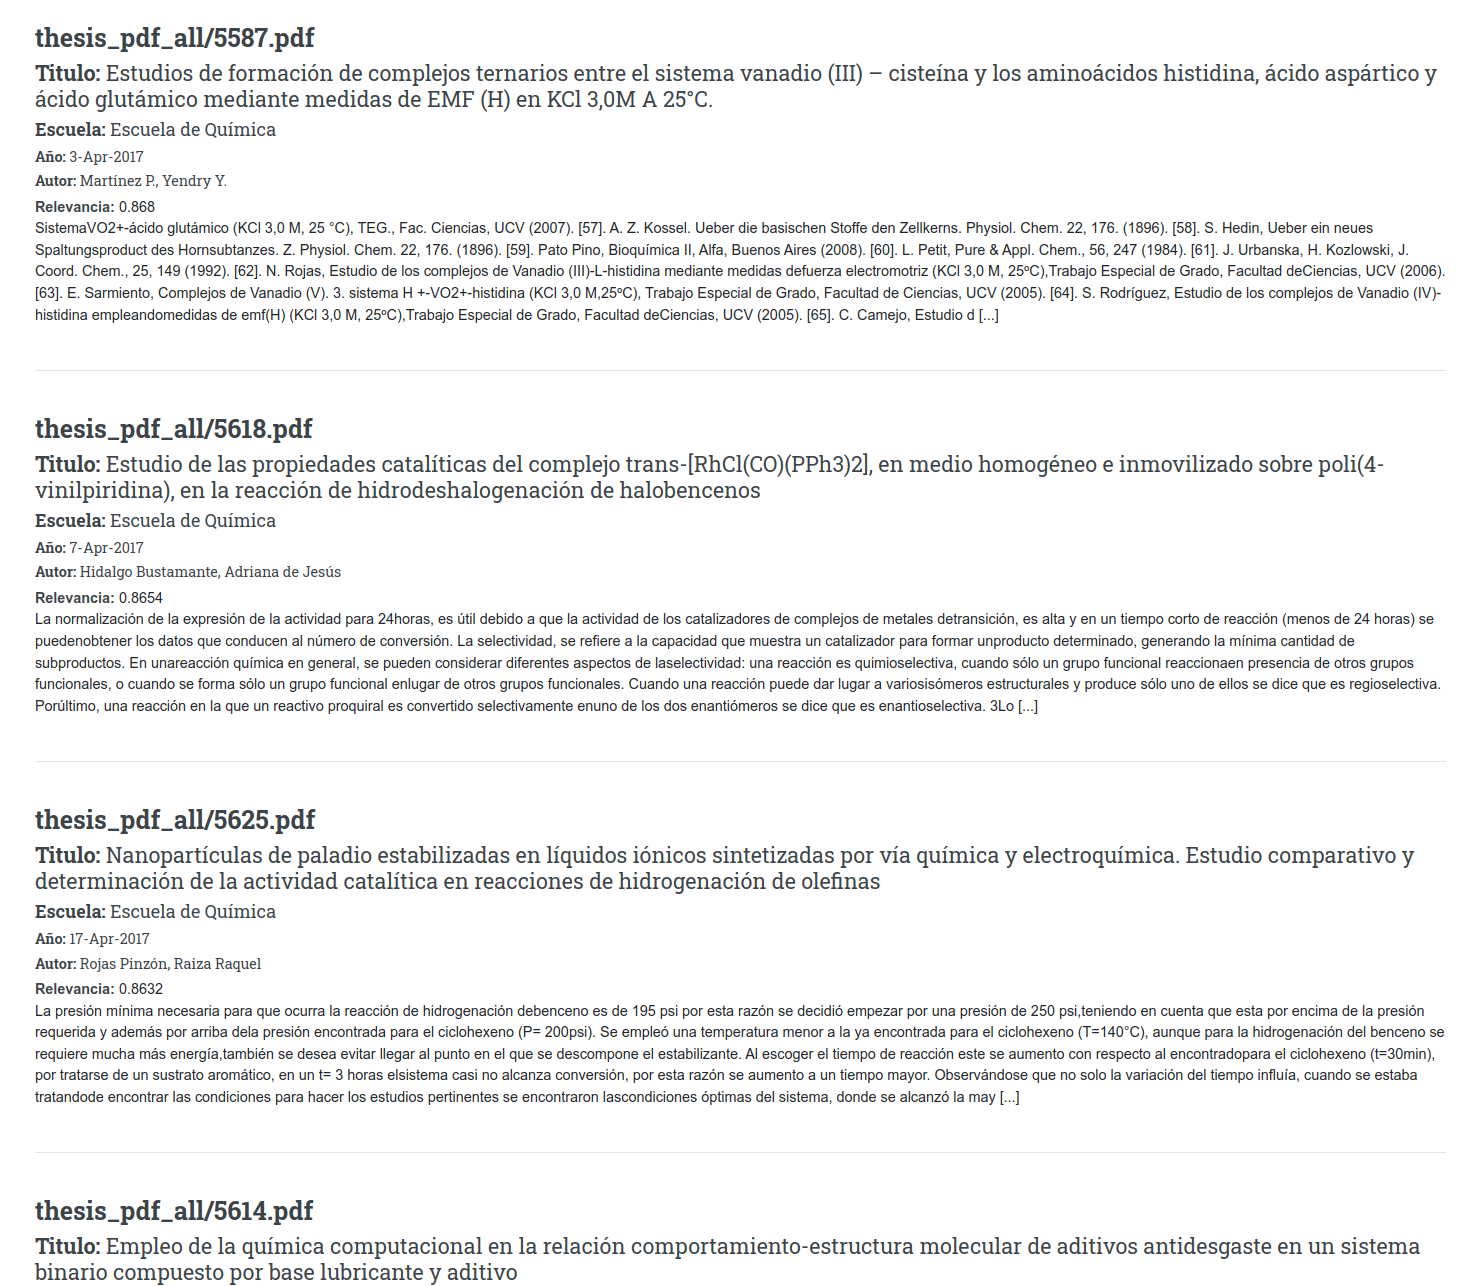 thesis_pdf_all/5587.pdf
Titulo: Estudios de formación de complejos ternarios entre el sistema vanadio (III) – cisteína y los aminoácidos histidina, ácido aspártico y
ácido glutámico mediante medidas de EMF (H) en KCl 3,0M A 25°C.
Escuela: Escuela de Química
Año: 3-Apr-2017
Autor: Martínez P., Yendry Y.
Relevancia: 0.868
SistemaVO2+-ácido glutámico (KCl 3,0 M, 25 °C), TEG., Fac. Ciencias, UCV (2007). [57]. A. Z. Kossel. Ueber die basischen Stoffe den Zellkerns. Physiol. Chem. 22, 176. (1896). [58]. S. Hedin, Ueber ein neues
Spaltungsproduct des Hornsubtanzes. Z. Physiol. Chem. 22, 176. (1896). [59]. Pato Pino, Bioquímica II, Alfa, Buenos Aires (2008). [60]. L. Petit, Pure & Appl. Chem., 56, 247 (1984). [61]. J. Urbanska, H. Kozlowski, J.
Coord. Chem., 25, 149 (1992). [62]. N. Rojas, Estudio de los complejos de Vanadio (III)-L-histidina mediante medidas defuerza electromotriz (KCl 3,0 M, 25ºC),Trabajo Especial de Grado, Facultad deCiencias, UCV (2006).
[63]. E. Sarmiento, Complejos de Vanadio (V). 3. sistema H +-VO2+-histidina (KCl 3,0 M,25ºC), Trabajo Especial de Grado, Facultad de Ciencias, UCV (2005). [64]. S. Rodríguez, Estudio de los complejos de Vanadio (IV)-
histidina empleandomedidas de emf(H) (KCl 3,0 M, 25ºC),Trabajo Especial de Grado, Facultad deCiencias, UCV (2005). [65]. C. Camejo, Estudio d [...]
thesis_pdf_all/5618.pdf
Titulo: Estudio de las propiedades catalíticas del complejo trans-[RhCl(CO)(PPh3)2], en medio homogéneo e inmovilizado sobre poli(4-
vinilpiridina), en la reacción de hidrodeshalogenación de halobencenos
Escuela: Escuela de Química
Año: 7-Apr-2017
Autor: Hidalgo Bustamante, Adriana de Jesús
Relevancia: 0.8654
La normalización de la expresión de la actividad para 24horas, es útil debido a que la actividad de los catalizadores de complejos de metales detransición, es alta y en un tiempo corto de reacción (menos de 24 horas) se
puedenobtener los datos que conducen al número de conversión. La selectividad, se refiere a la capacidad que muestra un catalizador para formar unproducto determinado, generando la mínima cantidad de
subproductos. En unareacción química en general, se pueden considerar diferentes aspectos de laselectividad: una reacción es quimioselectiva, cuando sólo un grupo funcional reaccionaen presencia de otros grupos
funcionales, o cuando se forma sólo un grupo funcional enlugar de otros grupos funcionales. Cuando una reacción puede dar lugar a variosisómeros estructurales y produce sólo uno de ellos se dice que es regioselectiva.
Porúltimo, una reacción en la que un reactivo proquiral es convertido selectivamente enuno de los dos enantiómeros se dice que es enantioselectiva. 3Lo [...]
thesis_pdf_all/5625.pdf
Titulo: Nanopartículas de paladio estabilizadas en líquidos iónicos sintetizadas por vía química y electroquímica. Estudio comparativo y
determinación de la actividad catalítica en reacciones de hidrogenación de olefinas
Escuela: Escuela de Química
Año: 17-Apr-2017
Autor: Rojas Pinzón, Raiza Raquel
Relevancia: 0.8632
La presión mínima necesaria para que ocurra la reacción de hidrogenación debenceno es de 195 psi por esta razón se decidió empezar por una presión de 250 psi,teniendo en cuenta que esta por encima de la presión
requerida y además por arriba dela presión encontrada para el ciclohexeno (P= 200psi). Se empleó una temperatura menor a la ya encontrada para el ciclohexeno (T=140°C), aunque para la hidrogenación del benceno se
requiere mucha más energía,también se desea evitar llegar al punto en el que se descompone el estabilizante. Al escoger el tiempo de reacción este se aumento con respecto al encontradopara el ciclohexeno (t=30min),
por tratarse de un sustrato aromático, en un t= 3 horas elsistema casi no alcanza conversión, por esta razón se aumento a un tiempo mayor. Observándose que no solo la variación del tiempo influía, cuando se estaba
tratandode encontrar las condiciones para hacer los estudios pertinentes se encontraron lascondiciones óptimas del sistema, donde se alcanzó la may [...]
thesis_pdf_all/5614.pdf
Titulo: Empleo de la química computacional en la relación comportamiento-estructura molecular de aditivos antidesgaste en un sistema
binario compuesto por base lubricante y aditivo